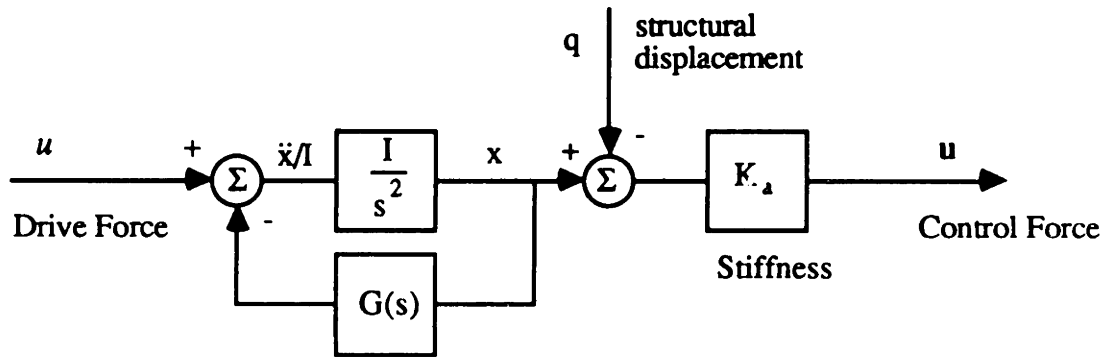 q
structural
displacement
u
+
Σ
ẍ/I
I
s²
x
+
Σ
-
u
-
Drive Force
G(s)
Stiffness
Control Force